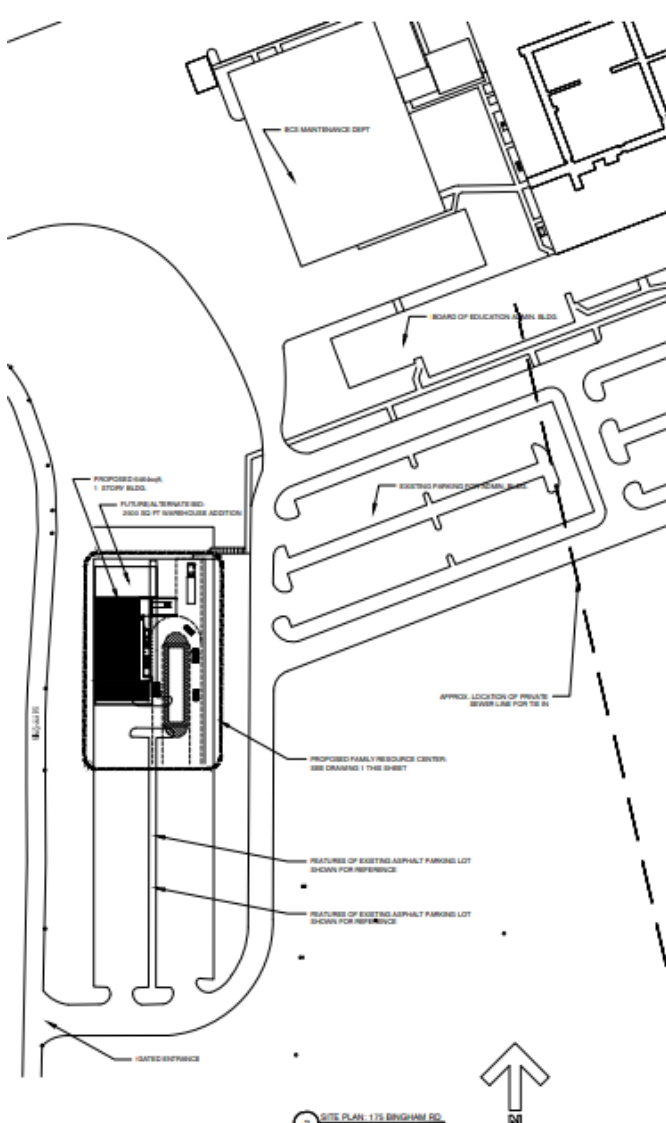 BCS MAINTENANCE DEPT
BOARD OF EDUCATION ADMIN. BLDG.
PROPOSED
1 STORY BLDG.
FUTURE/ALTERNATE BID:
2500 SQ FT WAREHOUSE ADDITION
EXISTING PARKING FOR ADMIN. BLDG.
APPROX. LOCATION OF PRIVATE
SEWER LINE FOR TIE IN
PROPOSED FAMILY RESOURCE CENTER:
SEE DRAWING 1 THIS SHEET
FEATURES OF EXISTING ASPHALT PARKING LOT
SHOWN FOR REFERENCE
FEATURES OF EXISTING ASPHALT PARKING LOT
SHOWN FOR REFERENCE
GATED ENTRANCE
SITE PLAN: 175 BINGHAM RD.
N